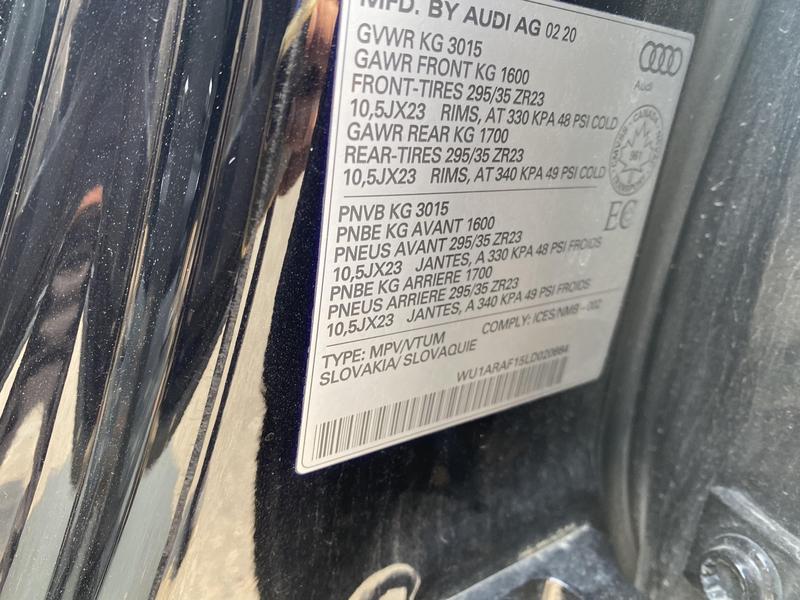 MFD. BY AUDI AG 02 20
GVWR KG 3015
GAWR FRONT KG 1600
FRONT-TIRES 295/35 ZR23
10,5JX23 RIMS, AT 330 KPA 48 PSI COLD
GAWR REAR KG 1700
REAR-TIRES 295/35 ZR23
10,5JX23 RIMS, AT 340 KPA 49 PSI COLD
Audi
CANADA
961
EC
PNVB KG 3015
PNBE KG AVANT 1600
PNEUS AVANT 295/35 ZR23
10,5JX23 JANTES, A 330 KPA 48 PSI FROIDS
PNBE KG ARRIERE 1700
PNEUS ARRIERE 295/35 ZR23
10,5JX23 JANTES, A 340 KPA 49 PSI FROIDS
TYPE: MPV/VTUM COMPLY: ICES/NMB-002
SLOVAKIA/ SLOVAQUIE
WU1ARAF15LD020884